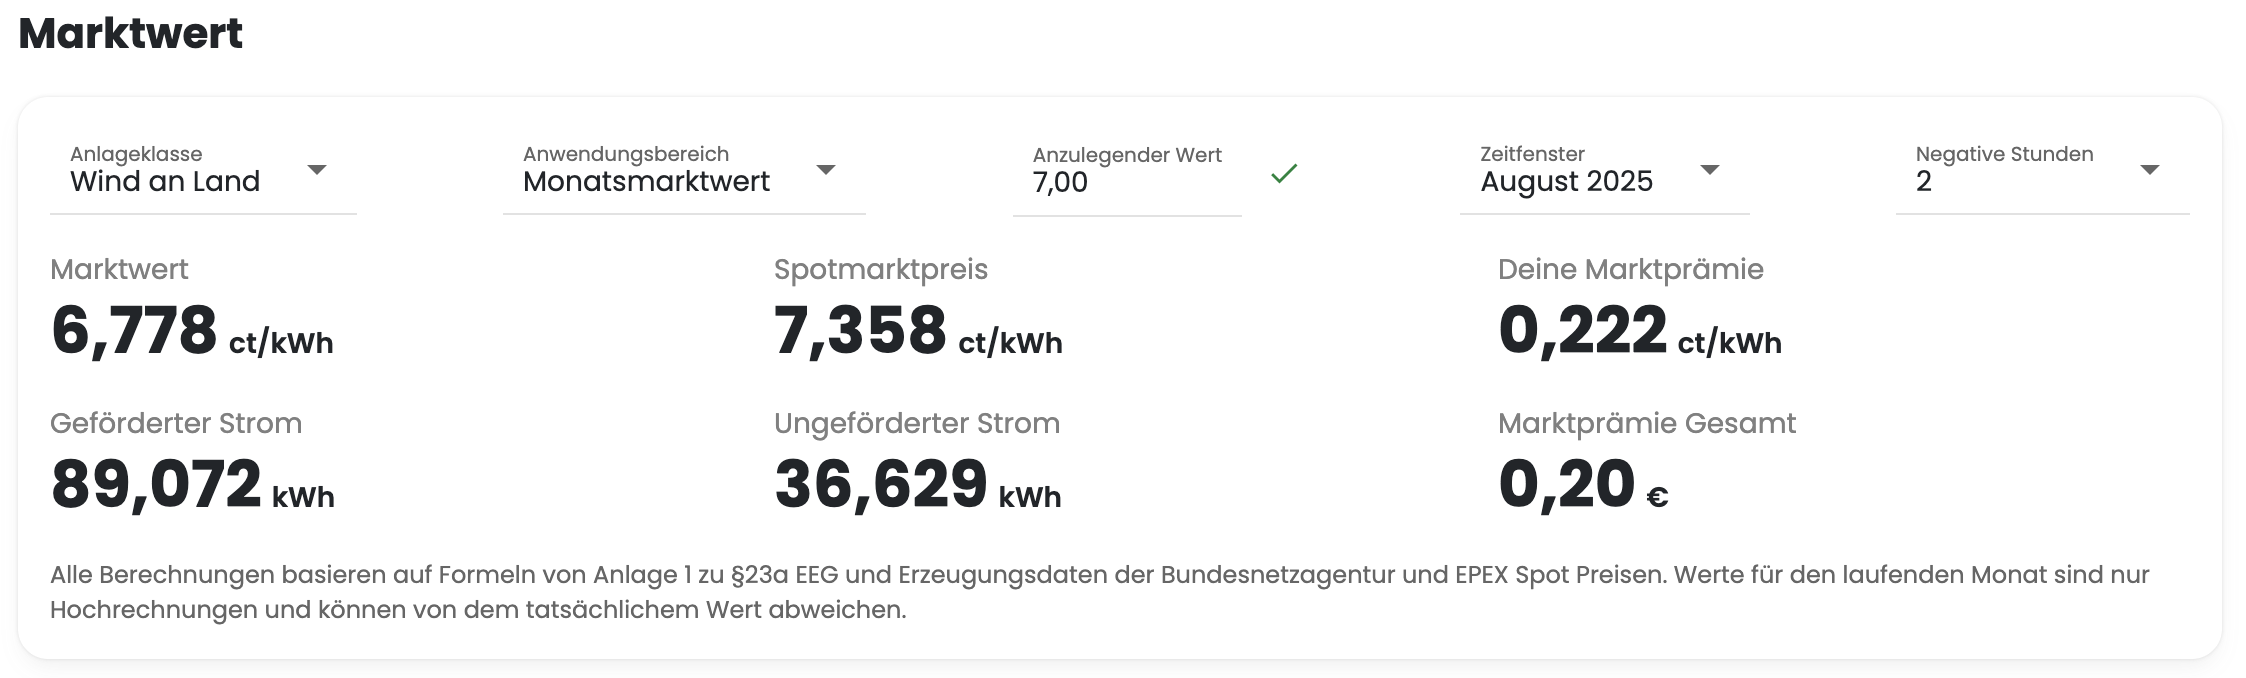 Marktwert
Anlageklasse
Wind an Land
Anwendungsbereich
Monatsmarktwert
Anzulegender Wert
7,00
Zeitfenster
August 2025
Negative Stunden
2
Marktwert
6,778 ct/kWh
Spotmarktpreis
7,358 ct/kWh
Deine Marktprämie
0,222 ct/kWh
Geförderter Strom
89,072 kWh
Ungeförderter Strom
36,629 kWh
Marktprämie Gesamt
0,20 €
Alle Berechnungen basieren auf Formeln von Anlage 1 zu §23a EEG und Erzeugungsdaten der Bundesnetzagentur und EPEX Spot Preisen. Werte für den laufenden Monat sind nur
Hochrechnungen und können von dem tatsächlichem Wert abweichen.